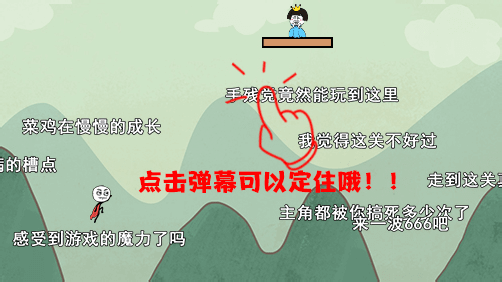 手残党竟然能玩到这里
菜鸡在慢慢的成长
我觉得这关不好过
的槽点
点击弹幕可以定住哦！！
走到这关
主角都被你搞死多少次了
来一波666吧
感受到游戏的魔力了吗